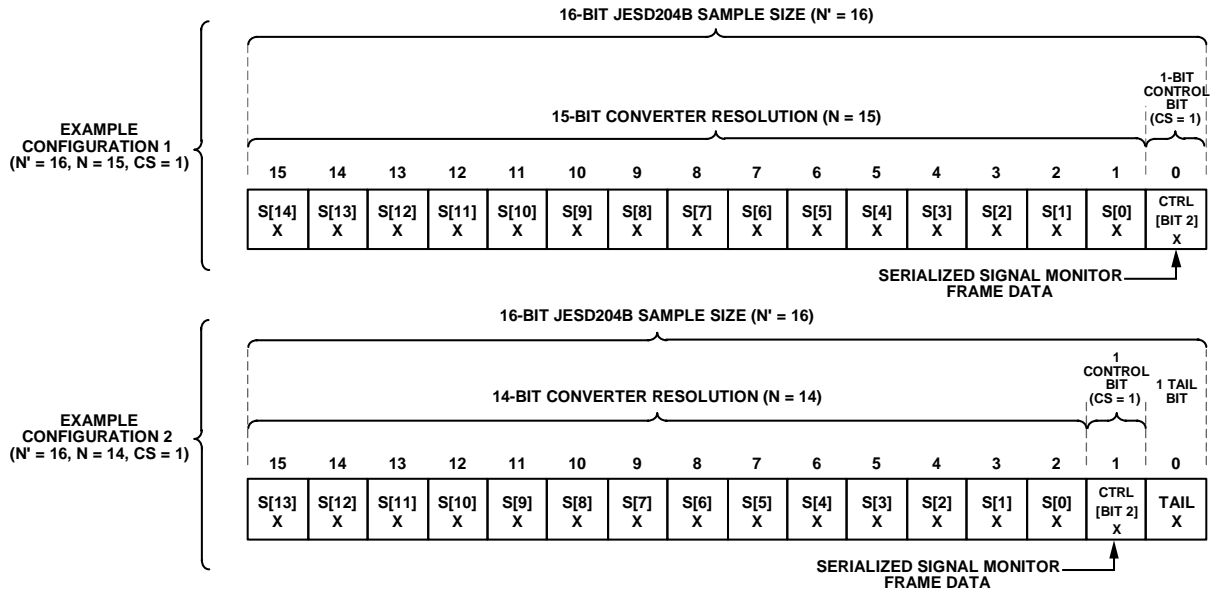 16-BIT JESD204B SAMPLE SIZE (N' = 16)
1-BIT
CONTROL
BIT
(CS = 1)
15-BIT CONVERTER RESOLUTION (N = 15)
EXAMPLE
CONFIGURATION 1
(N' = 16, N = 15, CS = 1)
15 14 13 12 11 10 9 8 7 6 5 4 3 2 1 0
S[14] S[13] S[12] S[11] S[10] S[9] S[8] S[7] S[6] S[5] S[4] S[3] S[2] S[1] S[0] CTRL
[BIT 2]
X X X X X X X X X X X X X X X X
SERIALIZED SIGNAL MONITOR
FRAME DATA
16-BIT JESD204B SAMPLE SIZE (N' = 16)
1
CONTROL
BIT
(CS = 1)
1 TAIL
BIT
14-BIT CONVERTER RESOLUTION (N = 14)
EXAMPLE
CONFIGURATION 2
(N' = 16, N = 14, CS = 1)
15 14 13 12 11 10 9 8 7 6 5 4 3 2 1 0
S[13] S[12] S[11] S[10] S[9] S[8] S[7] S[6] S[5] S[4] S[3] S[2] S[1] S[0] CTRL TAIL
[BIT 2]
X X X X X X X X X X X X X X X X
SERIALIZED SIGNAL MONITOR
FRAME DATA